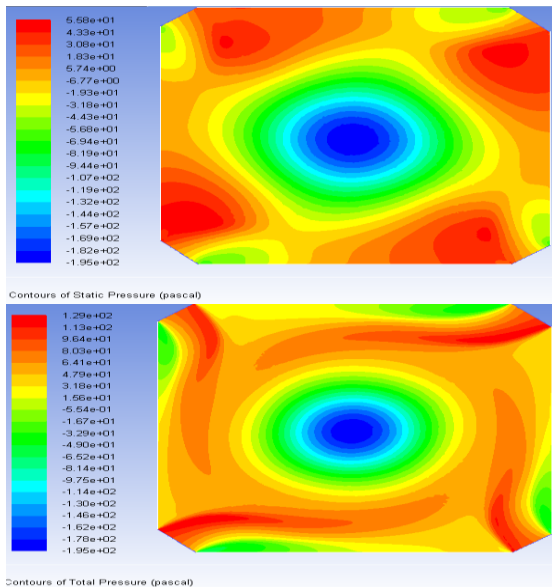 5.58e+01
4.33e+01
3.08e+01
1.83e+01
5.74e+00
-6.77e+00
-1.93e+01
-3.18e+01
-4.43e+01
-5.68e+01
-6.94e+01
-8.19e+01
-9.44e+01
-1.07e+02
-1.19e+02
-1.32e+02
-1.44e+02
-1.57e+02
-1.69e+02
-1.82e+02
-1.95e+02
Contours of Static Pressure (pascal)
1.29e+02
1.13e+02
9.64e+01
8.03e+01
6.41e+01
4.79e+01
3.18e+01
1.56e+01
-5.54e-01
-1.67e+01
-3.29e+01
-4.90e+01
-6.52e+01
-8.14e+01
-9.75e+01
-1.14e+02
-1.30e+02
-1.46e+02
-1.62e+02
-1.78e+02
-1.95e+02
Contours of Total Pressure (pascal)